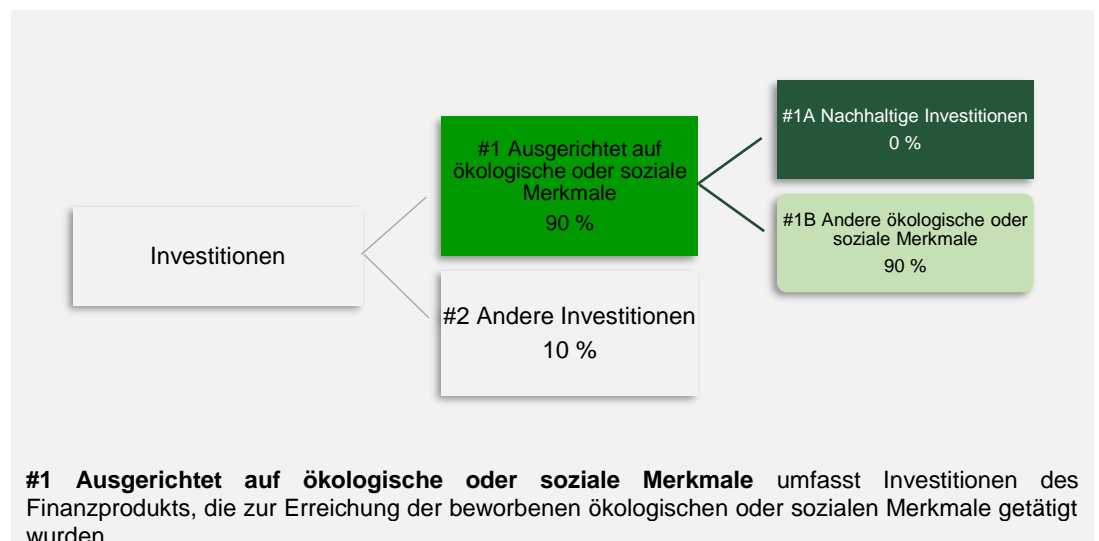 #1A Nachhaltige Investitionen
0 %
#1 Ausgerichtet auf
ökologische oder soziale
Merkmale
90 %
#1B Andere ökologische oder
soziale Merkmale
90 %
Investitionen
#2 Andere Investitionen
10 %
#1 Ausgerichtet auf ökologische oder soziale Merkmale umfasst Investitionen des
Finanzprodukts, die zur Erreichung der beworbenen ökologischen oder sozialen Merkmale getätigt
wurden